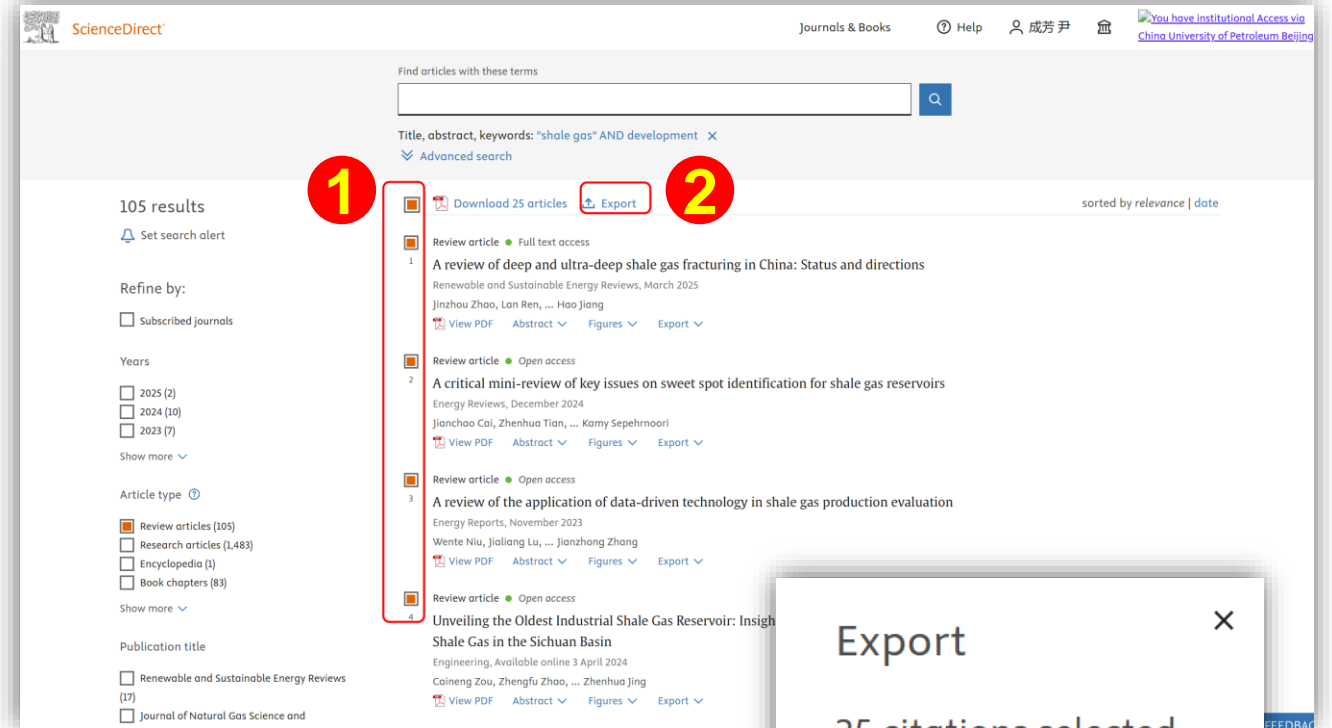 ScienceDirect
Journals & Books
Help
成芳 尹
You have institutional Access via
China University of Petroleum Beijing
Find articles with these terms
Title, abstract, keywords: "shale gas" AND development
Advanced search
1
2
105 results
Set search alert
Download 25 articles
Export
sorted by relevance | date
Refine by:
Subscribed journals
Years
2025 (2)
2024 (10)
2023 (7)
Show more
Article type
Review articles (105)
Research articles (1,483)
Encyclopedia (1)
Book chapters (83)
Show more
Publication title
Renewable and Sustainable Energy Reviews
(17)
Journal of Natural Gas Science and
Review article Full text access
1
A review of deep and ultra-deep shale gas fracturing in China: Status and directions
Renewable and Sustainable Energy Reviews, March 2025
Jinzhou Zhao, Lan Ren, ... Hao Jiang
View PDF Abstract Figures Export
Review article Open access
2
A critical mini-review of key issues on sweet spot identification for shale gas reservoirs
Energy Reviews, December 2024
Jianchao Cai, Zhenhua Tian, ... Kamy Sepehrnoori
View PDF Abstract Figures Export
Review article Open access
3
A review of the application of data-driven technology in shale gas production evaluation
Energy Reports, November 2023
Wente Niu, Jialiang Lu, ... Jianzhong Zhang
View PDF Abstract Figures Export
Review article Open access
4
Unveiling the Oldest Industrial Shale Gas Reservoir: Insigh
Shale Gas in the Sichuan Basin
Engineering, Available online 3 April 2024
Caineng Zou, Zhengfu Zhao, ... Zhenhua Jing
View PDF Abstract Figures Export
Export
citations selected
FEEDBAC